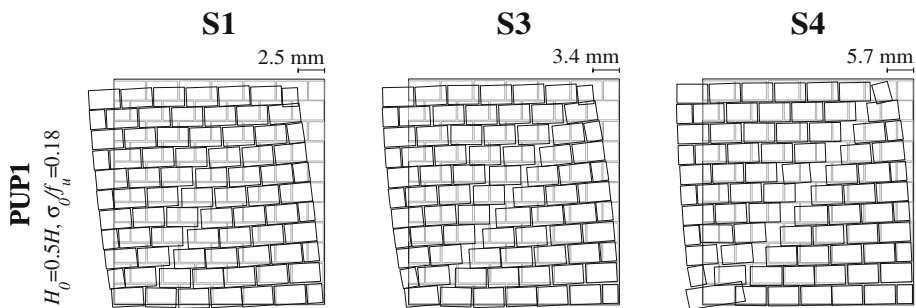 S1
S3
S4
2.5 mm
3.4 mm
5.7 mm
PUP1
H₀=0.5H, σ₀/fᵤ=0.18